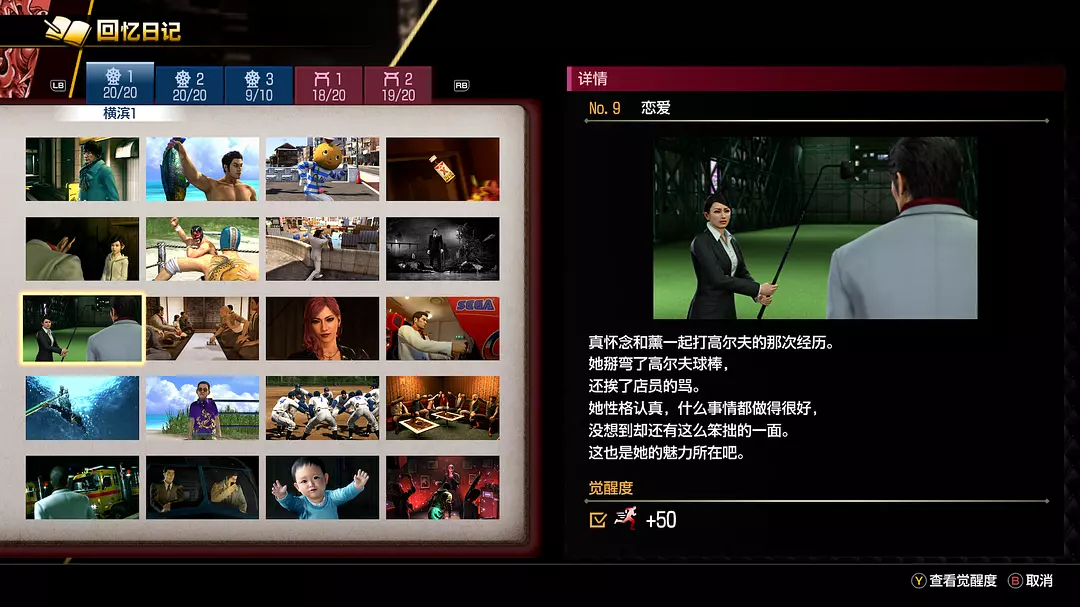 回忆日记
LB
1
20/20
2
20/20
3
9/10
1
18/20
2
19/20
RB
横滨1
SEGA
详情
No. 9 恋爱
真怀念和薰一起打高尔夫的那次经历。
她掰弯了高尔夫球棒，
还挨了店员的骂。
她性格认真，什么事情都做得很好，
没想到却还有这么笨拙的一面。
这也是她的魅力所在吧。
觉醒度
+50
Y 查看觉醒度 B 取消